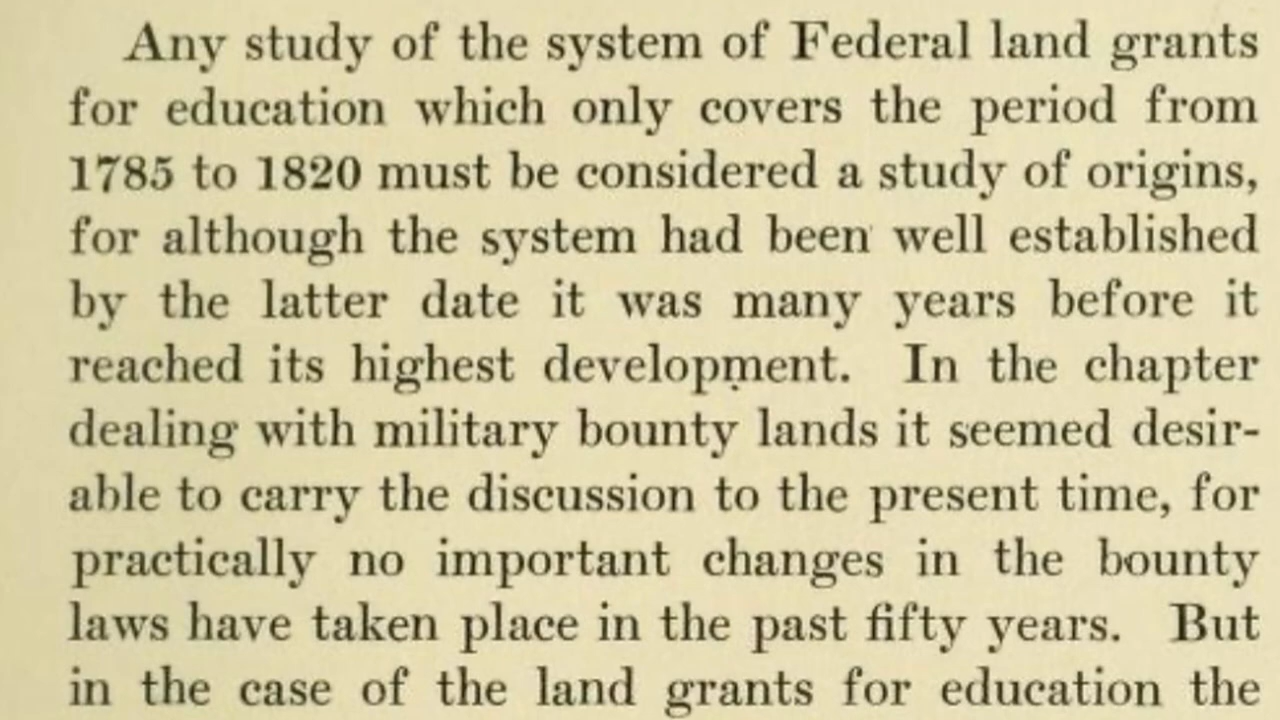 Any study of the system of Federal land grants
for education which only covers the period from
1785 to 1820 must be considered a study of origins,
for although the system had been well established
by the latter date it was many years before it
reached its highest development. In the chapter
dealing with military bounty lands it seemed desir-
able to carry the discussion to the present time, for
practically no important changes in the bounty
laws have taken place in the past fifty years. But
in the case of the land grants for education the